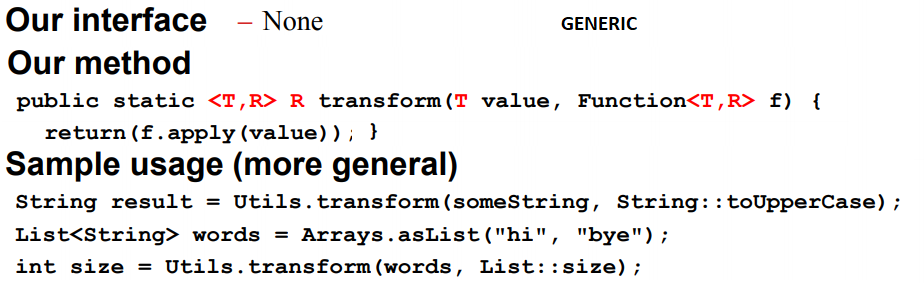 Our interface – None GENERIC
Our method
public static <T,R> R transform(T value, Function<T,R> f) {
return(f.apply(value)); }
Sample usage (more general)
String result = Utils.transform(someString, String::toUpperCase);
List<String> words = Arrays.asList("hi", "bye");
int size = Utils.transform(words, List::size);